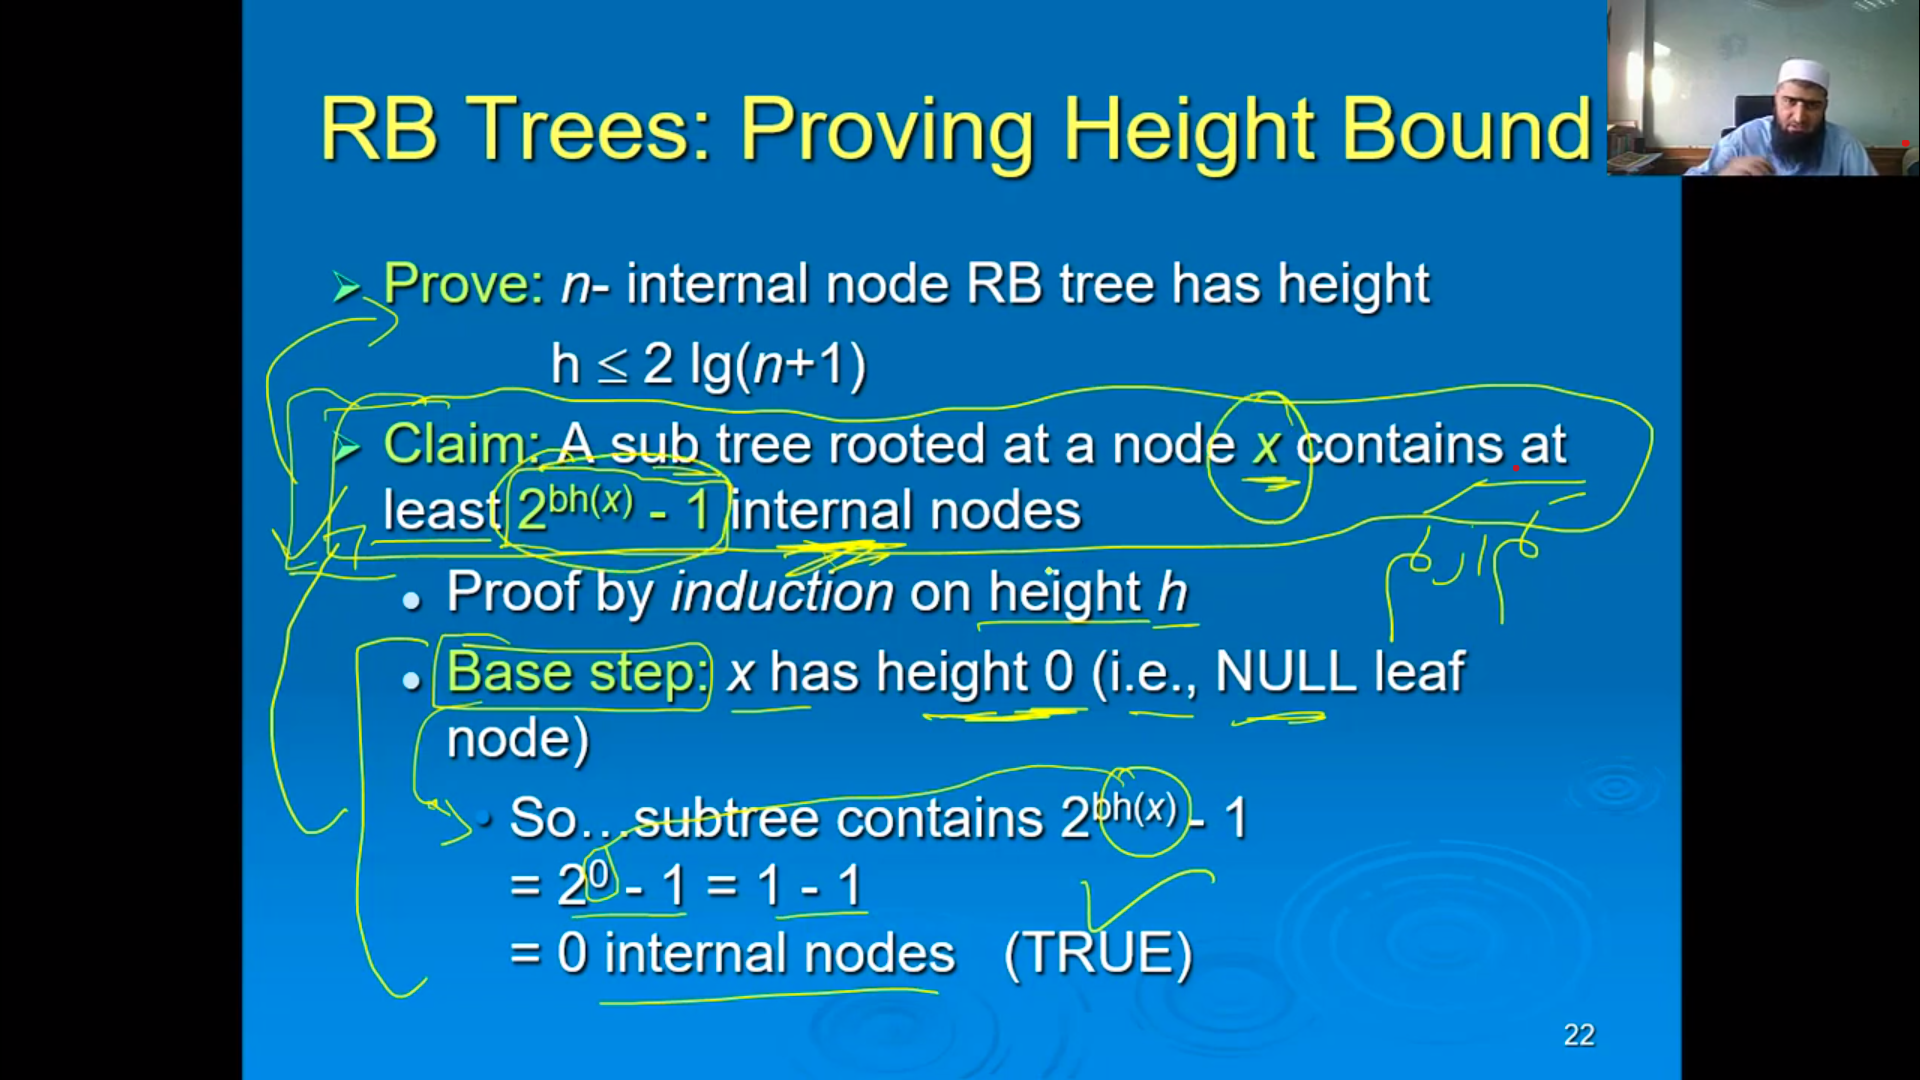 RB Trees: Proving Height Bound
Prove: n- internal node RB tree has height
h ≤ 2 lg(n+1)
Claim: A sub tree rooted at a node x contains at
least 2^bh(x) - 1 internal nodes
Proof by induction on height h
Base step: x has height 0 (i.e., NULL leaf
node)
So…subtree contains 2^bh(x) - 1
= 2^0 - 1 = 1 - 1
= 0 internal nodes (TRUE)
22